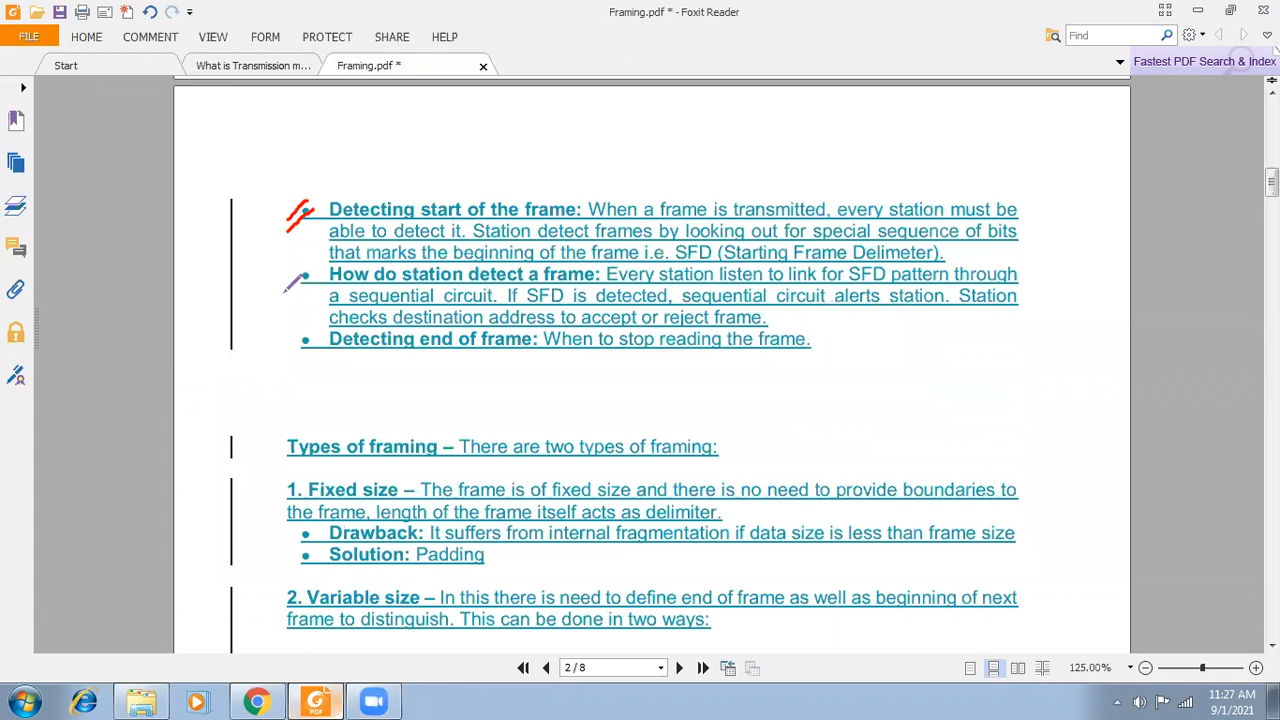 Framing.pdf * - Foxit Reader
FILE HOME COMMENT VIEW FORM PROTECT SHARE HELP
Find
Start What is Transmission m... Framing.pdf *
Fastest PDF Search & Index
• Detecting start of the frame: When a frame is transmitted, every station must be
able to detect it. Station detect frames by looking out for special sequence of bits
that marks the beginning of the frame i.e. SFD (Starting Frame Delimeter).
• How do station detect a frame: Every station listen to link for SFD pattern through
a sequential circuit. If SFD is detected, sequential circuit alerts station. Station
checks destination address to accept or reject frame.
• Detecting end of frame: When to stop reading the frame.
Types of framing – There are two types of framing:
1. Fixed size – The frame is of fixed size and there is no need to provide boundaries to
the frame, length of the frame itself acts as delimiter.
• Drawback: It suffers from internal fragmentation if data size is less than frame size
• Solution: Padding
2. Variable size – In this there is need to define end of frame as well as beginning of next
frame to distinguish. This can be done in two ways:
2 / 8
125.00%
PDF
11:27 AM
9/1/2021